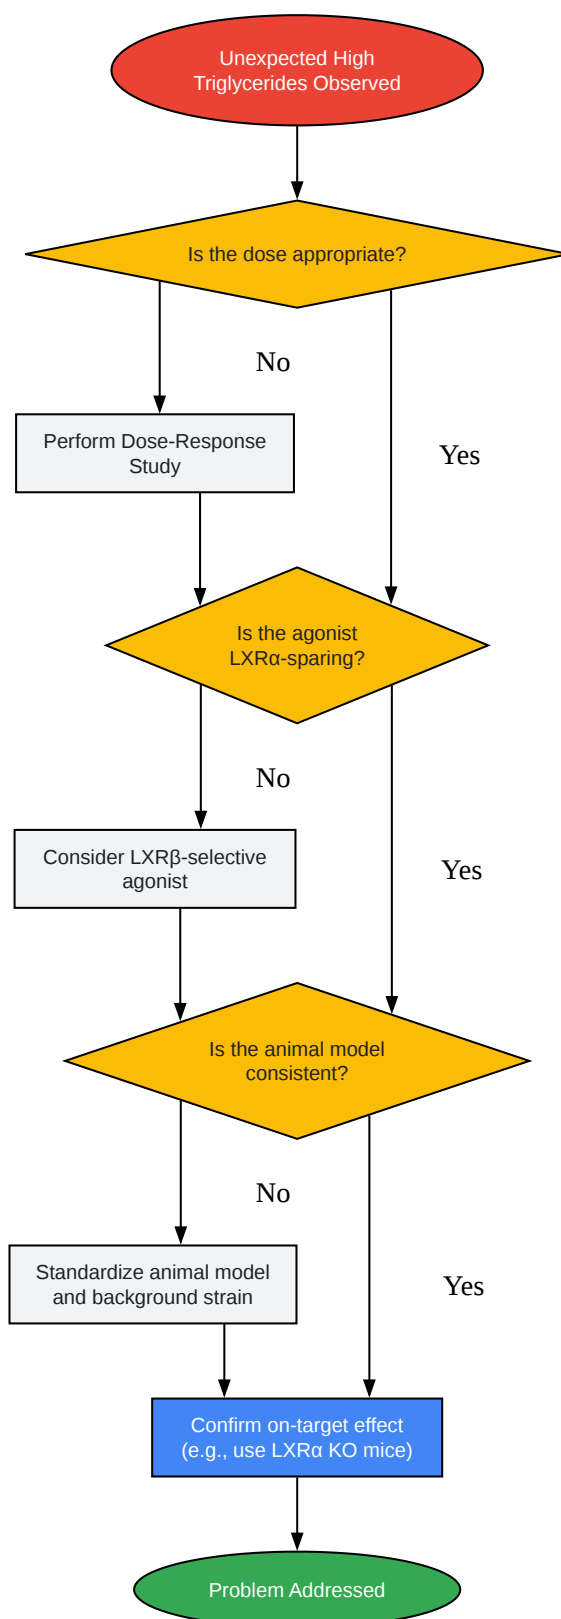 Unexpected High
Triglycerides Observed
Is the dose appropriate?
No
Perform Dose-Response
Study
Yes
Is the agonist
LXRα-sparing?
No
Consider LXRβ-selective
agonist
Yes
Is the animal model
consistent?
No
Standardize animal model
and background strain
Yes
Confirm on-target effect
(e.g., use LXRα KO mice)
Problem Addressed